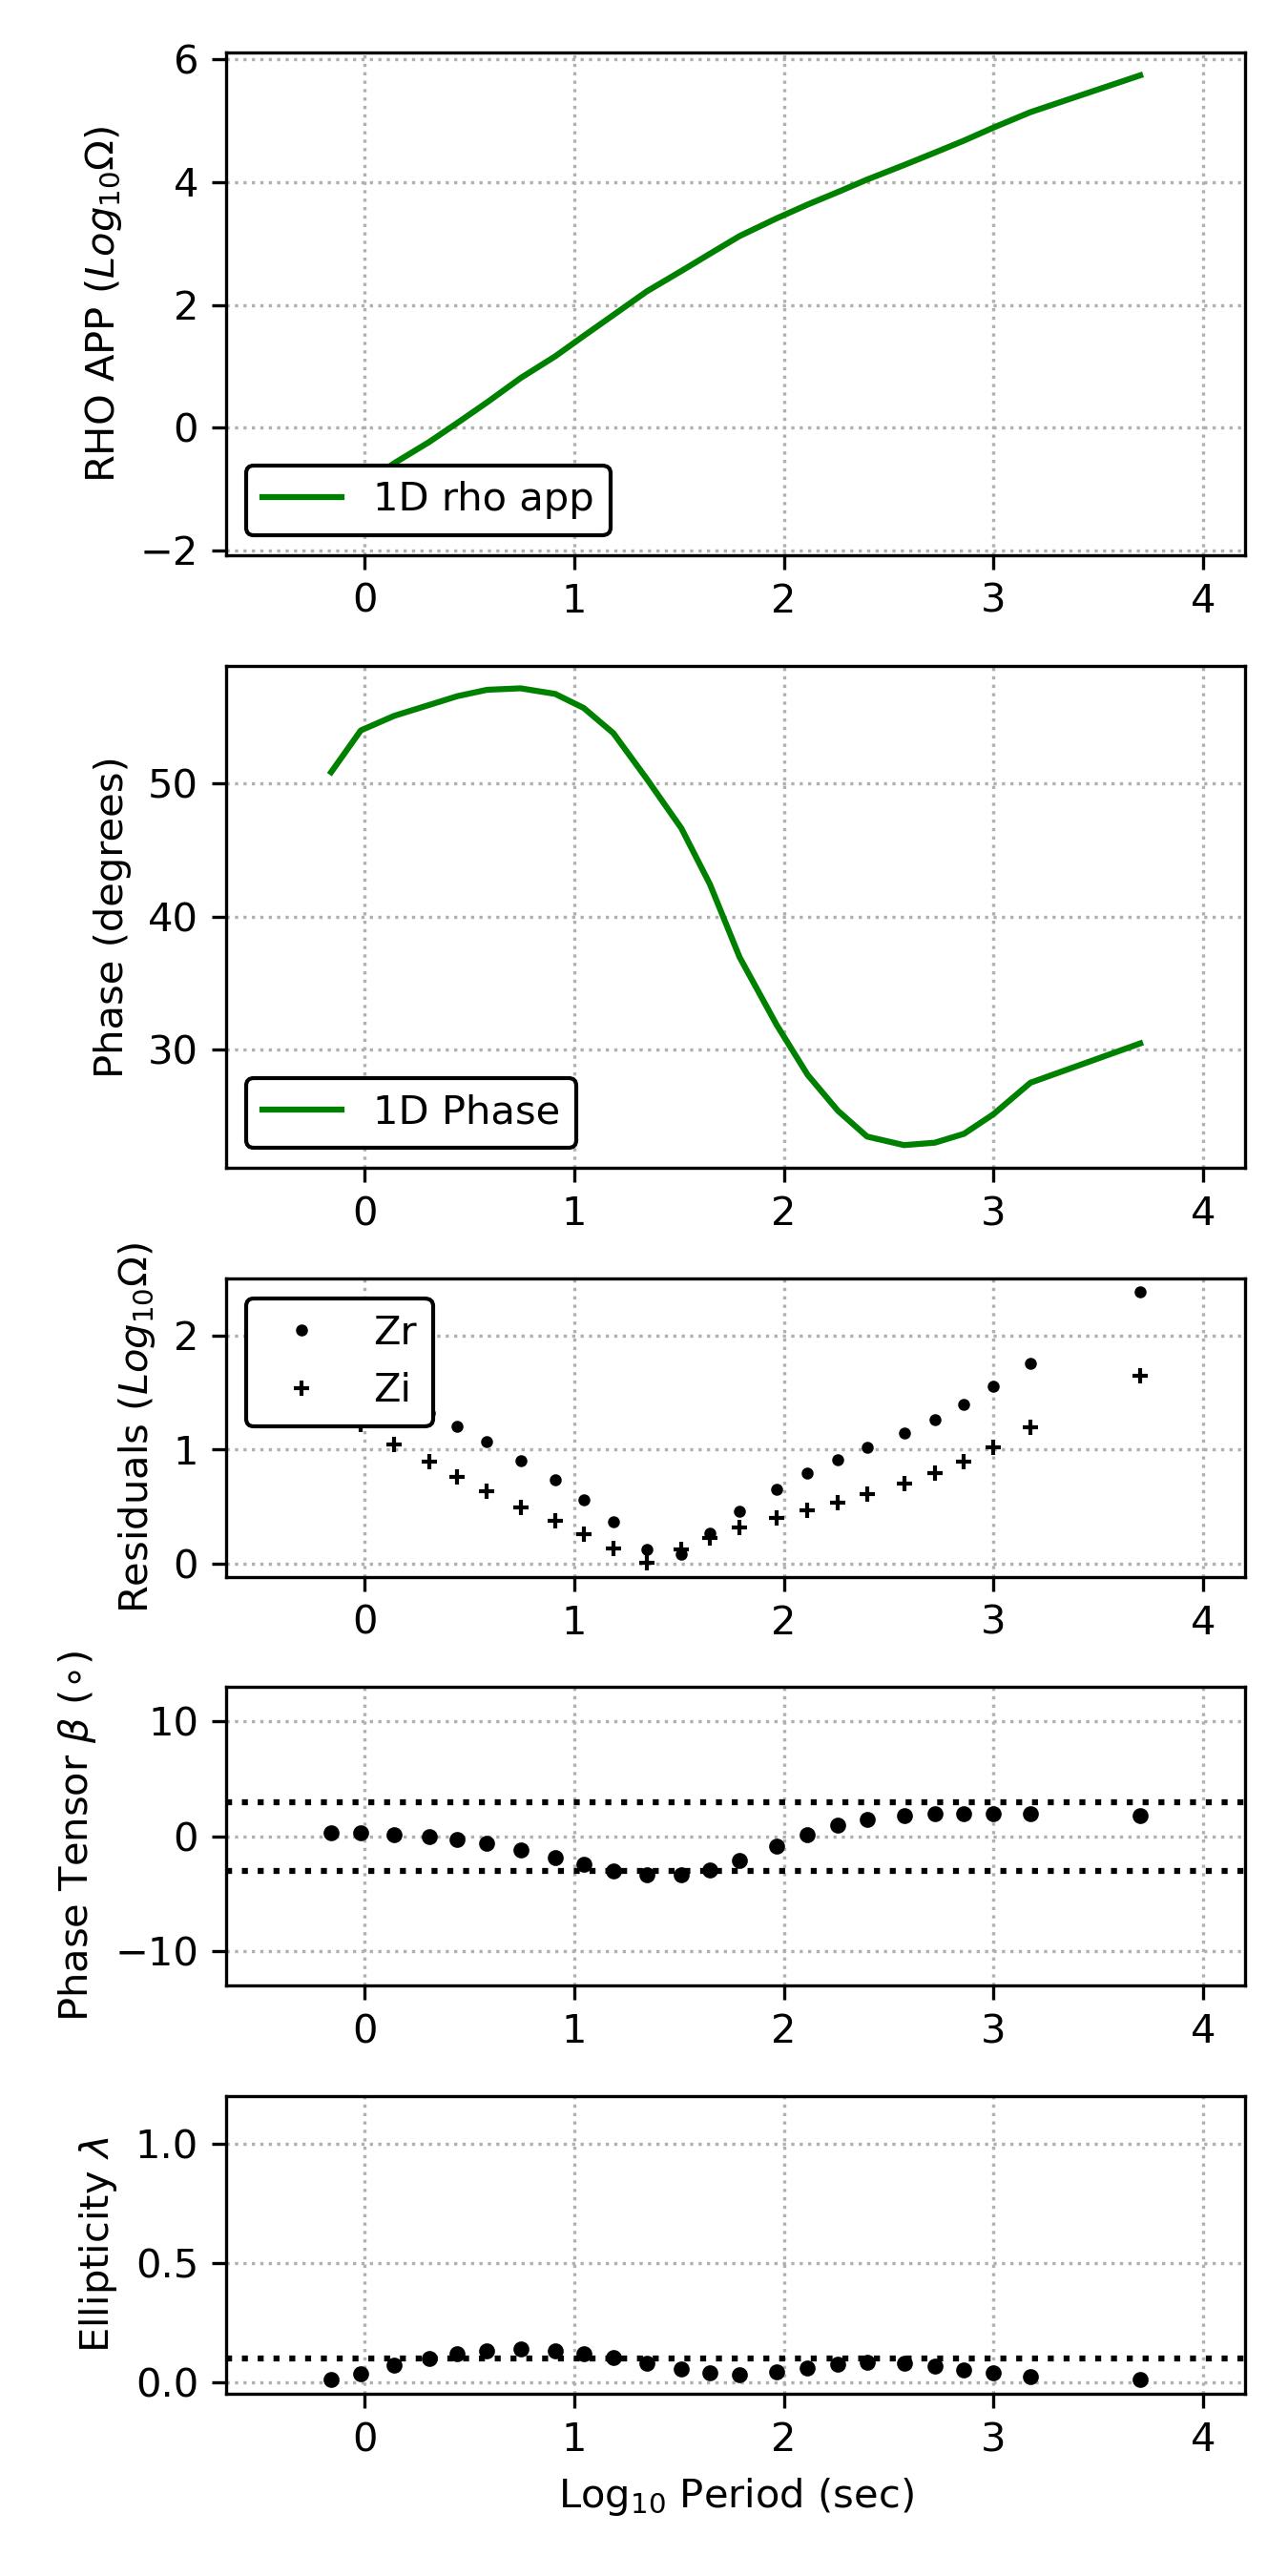 RHO APP (Log₁₀Ω)
6
4
2
0
−2
1D rho app
0 1 2 3 4
Phase (degrees)
50
40
30
1D Phase
0 1 2 3 4
Residuals (Log₁₀Ω)
2
1
0
Zr
Zi
0 1 2 3 4
Phase Tensor β (∘)
10
0
−10
0 1 2 3 4
Ellipticity λ
1.0
0.5
0.0
0 1 2 3 4
Log₁₀ Period (sec)